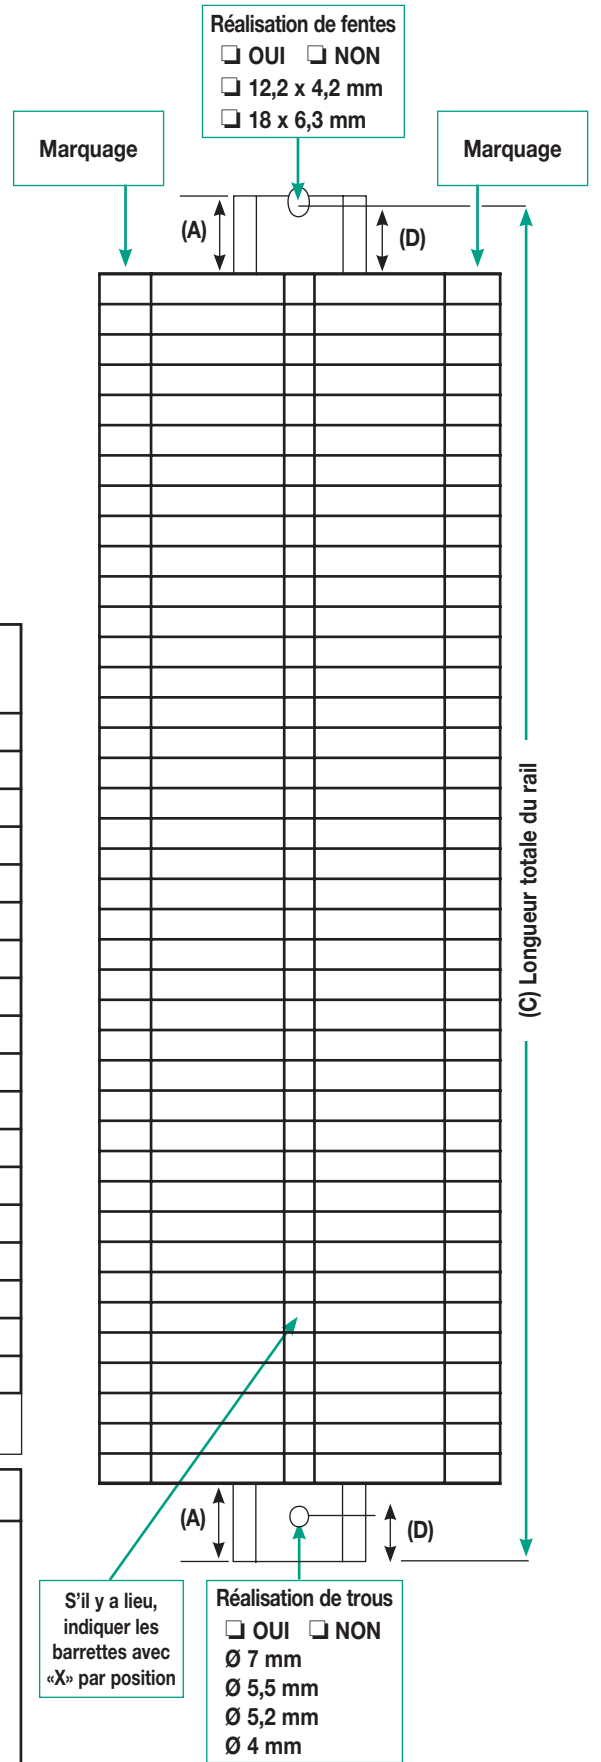 Réalisation de fentes
❏ OUI ❏ NON
❏ 12,2 x 4,2 mm
❏ 18 x 6,3 mm
Marquage
Marquage
(A)
(D)
(C) Longueur totale du rail
(A)
(D)
S’il y a lieu,
indiquer les
barrettes avec
«X» par position
Réalisation de trous
❏ OUI ❏ NON
Ø 7 mm
Ø 5,5 mm
Ø 5,2 mm
Ø 4 mm